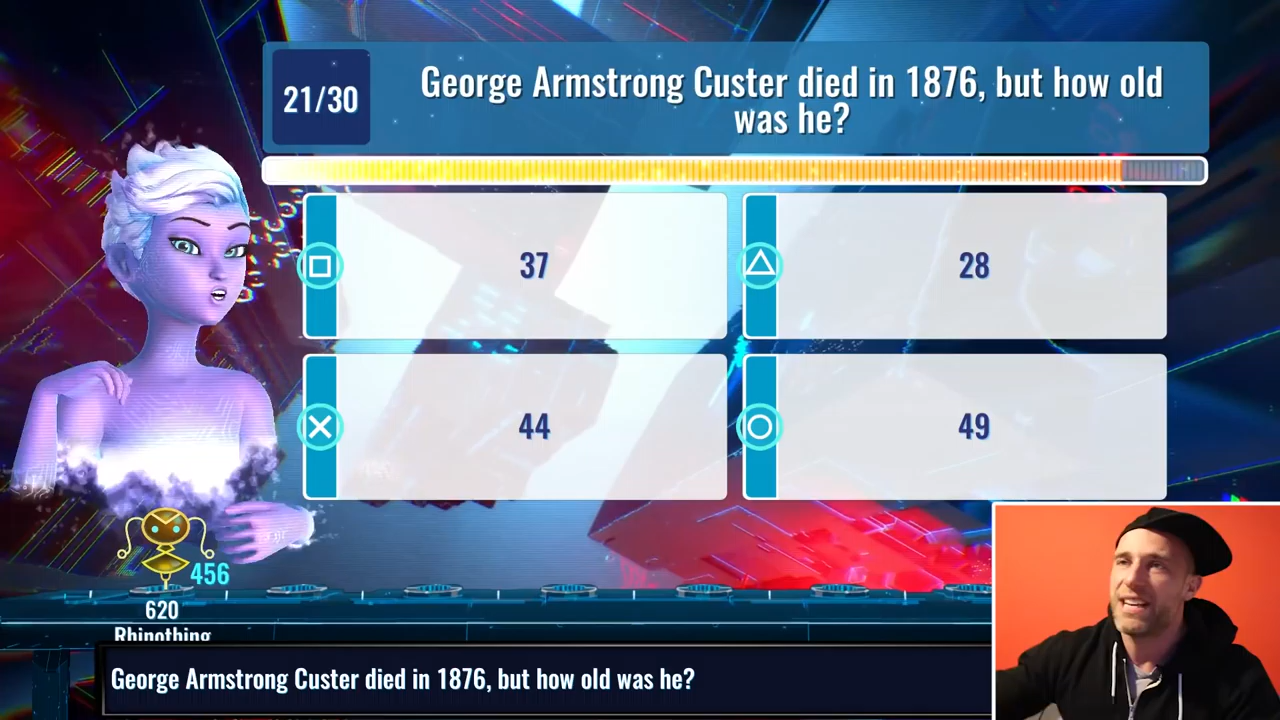 21/30
George Armstrong Custer died in 1876, but how old
was he?
37
28
44
49
456
620
Rhinothing
George Armstrong Custer died in 1876, but how old was he?